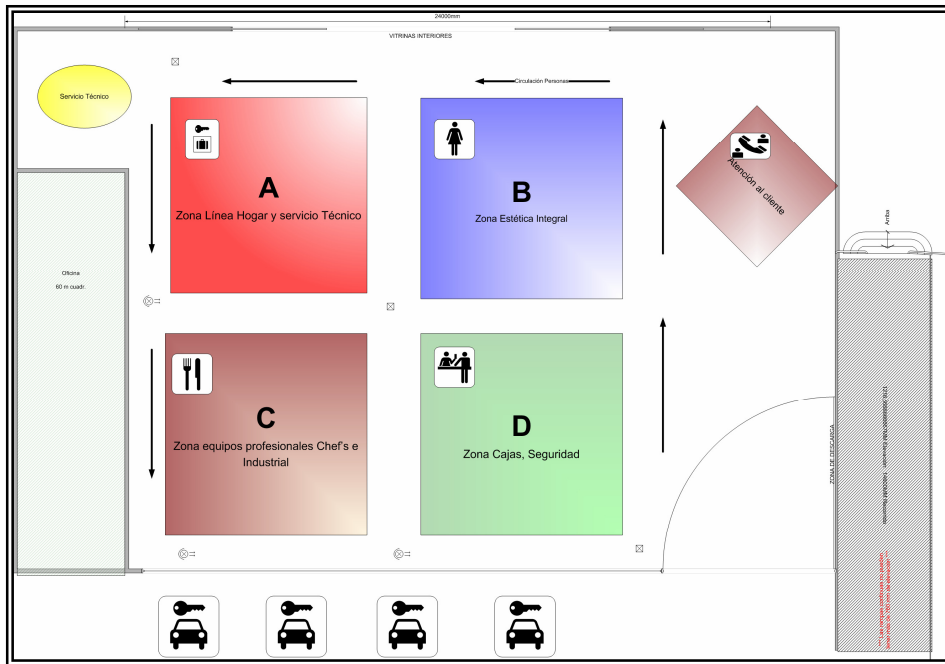 24000mm
VITRINAS INTERIORES
Servicio Técnico
Circulación Personas
A
Zona Línea Hogar y servicio Técnico
B
Zona Estética Integral
Atención al cliente
Arriba
Oficina
60 m cuadr.
C
Zona equipos profesionales Chef's e
Industrial
D
Zona Cajas, Seguridad
ZONA DE DESCARGA